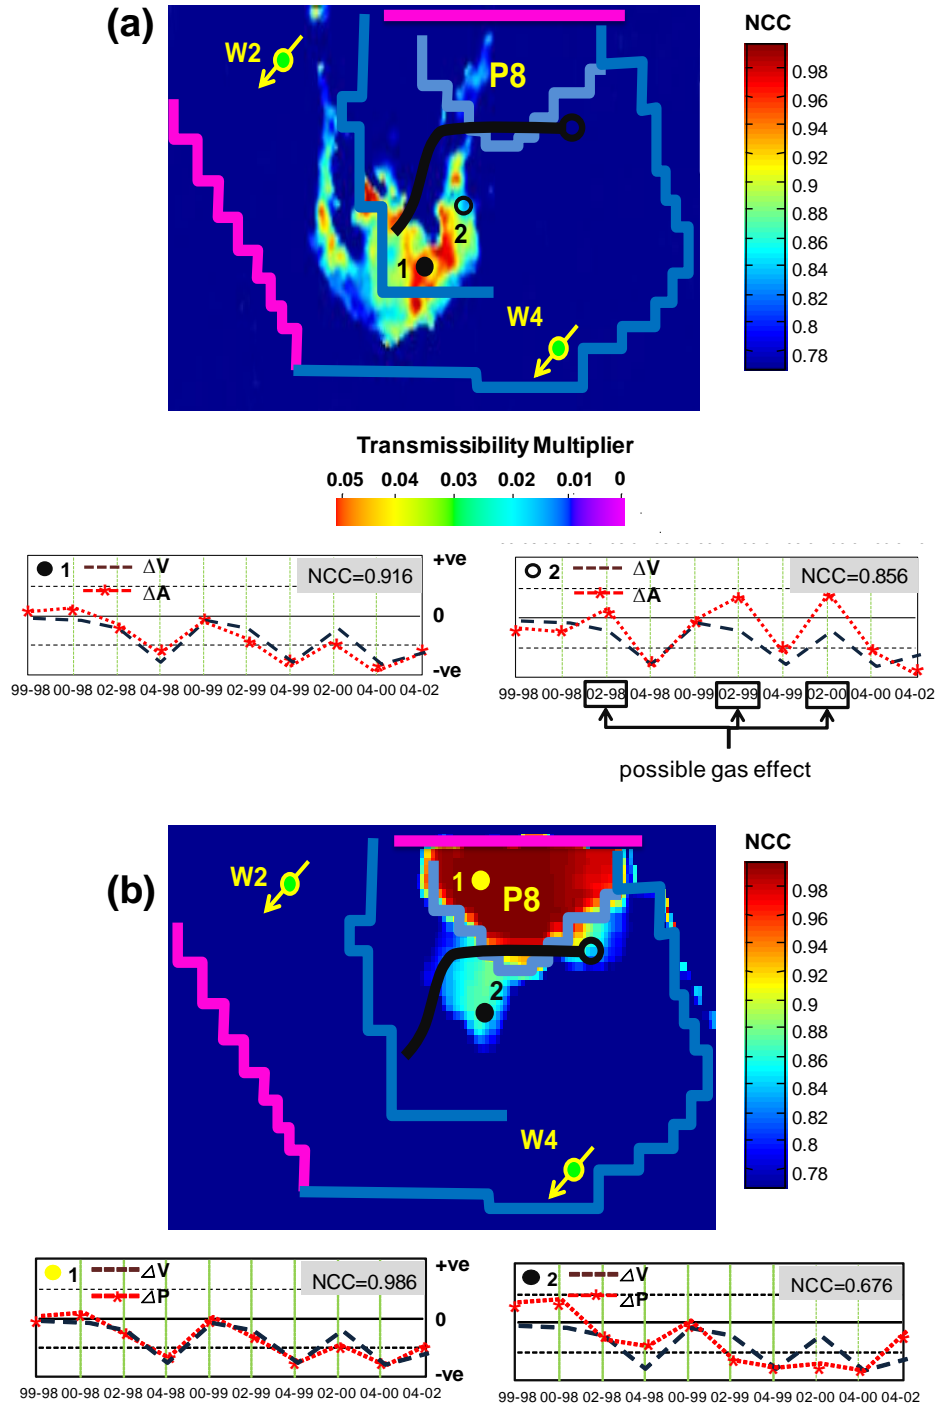 (a)
NCC
W2
P8
0.98
0.96
0.94
0.92
0.9
0.88
0.86
0.84
0.82
0.8
0.78
2
1
W4
Transmissibility Multiplier
0.05 0.04 0.03 0.02 0.01 0
1 ΔV NCC=0.916 +ve
ΔA
0
-ve
99-98 00-98 02-98 04-98 00-99 02-99 04-99 02-00 04-00 04-02
2 ΔV NCC=0.856
ΔA
99-98 00-98 02-98 04-98 00-99 02-99 04-99 02-00 04-00 04-02
possible gas effect
(b)
NCC
W2
1
P8
0.98
0.96
0.94
0.92
0.9
0.88
0.86
0.84
0.82
0.8
0.78
2
W4
1 ΔV NCC=0.986 +ve
ΔP
0
-ve
99-98 00-98 02-98 04-98 00-99 02-99 04-99 02-00 04-00 04-02
2 ΔV NCC=0.676
ΔP
99-98 00-98 02-98 04-98 00-99 02-99 04-99 02-00 04-00 04-02